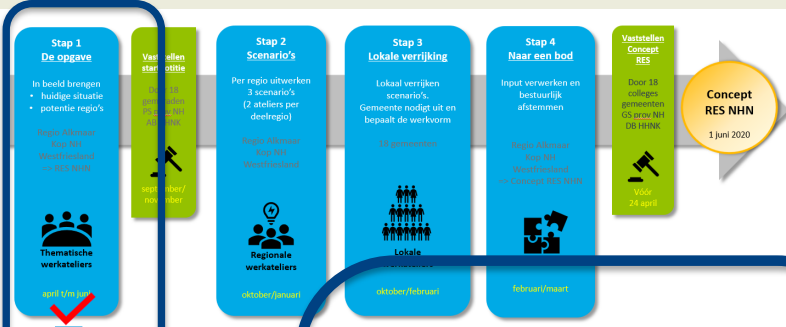 Stap 1
De opgave
In beeld brengen
• huidige situatie
• potentie regio's
Regio Alkmaar
Kop NH
Westfriesland
-> RES NHN
Thematische
werkateliers
april t/m juni
Vaststellen
startnotitie
Door 18
gemeenteraden
PS prov NH
AB HHNK
september/
november
Stap 2
Scenario's
Per regio uitwerken
3 scenario's
(2 ateliers per
deelregio)
Regio Alkmaar
Kop NH
Westfriesland
Regionale
werkateliers
oktober/januari
Stap 3
Lokale verrijking
Lokaal verrijken
scenario's.
Gemeente nodigt uit en
bepaalt de werkvorm
18 gemeenten
Lokale
werkateliers
oktober/februari
Stap 4
Naar een bod
Input verwerken en
bestuurlijk
afstemmen
Regio Alkmaar
Kop NH
Westfriesland
=> Concept RES NHN
februari/maart
Vaststellen
Concept
RES
Door 18
colleges
gemeenten
GS prov NH
DB HHNK
Vóór
24 april
Concept
RES NHN
1 juni 2020